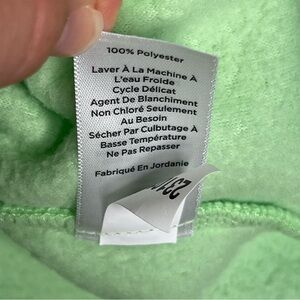 100% Polyester
Laver À La Machine À
L'eau Froide
Cycle Délicat
Agent De Blanchiment
Non Chloré Seulement
Au Besoin
Sécher Par Culbutage À
Basse Température
Ne Pas Repasser
Fabriqué En Jordanie